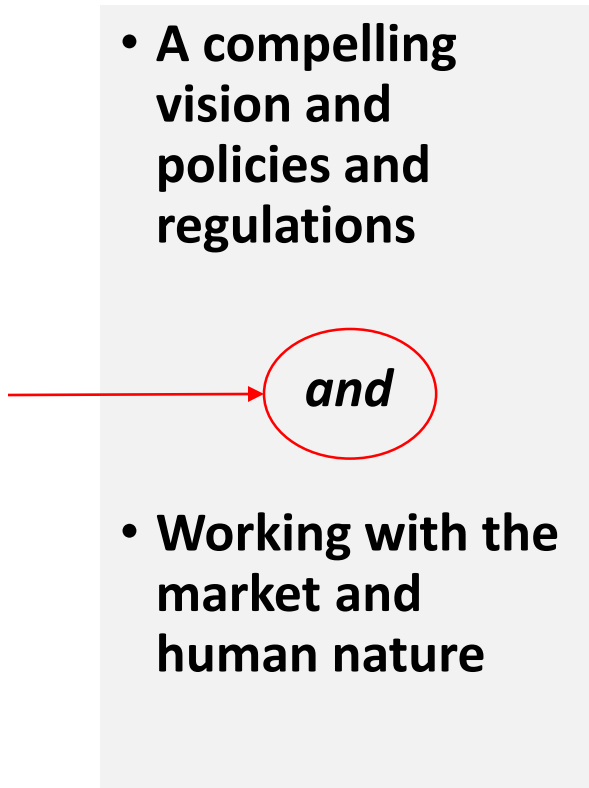 • A compelling
vision and
policies and
regulations
and
• Working with the
market and
human nature